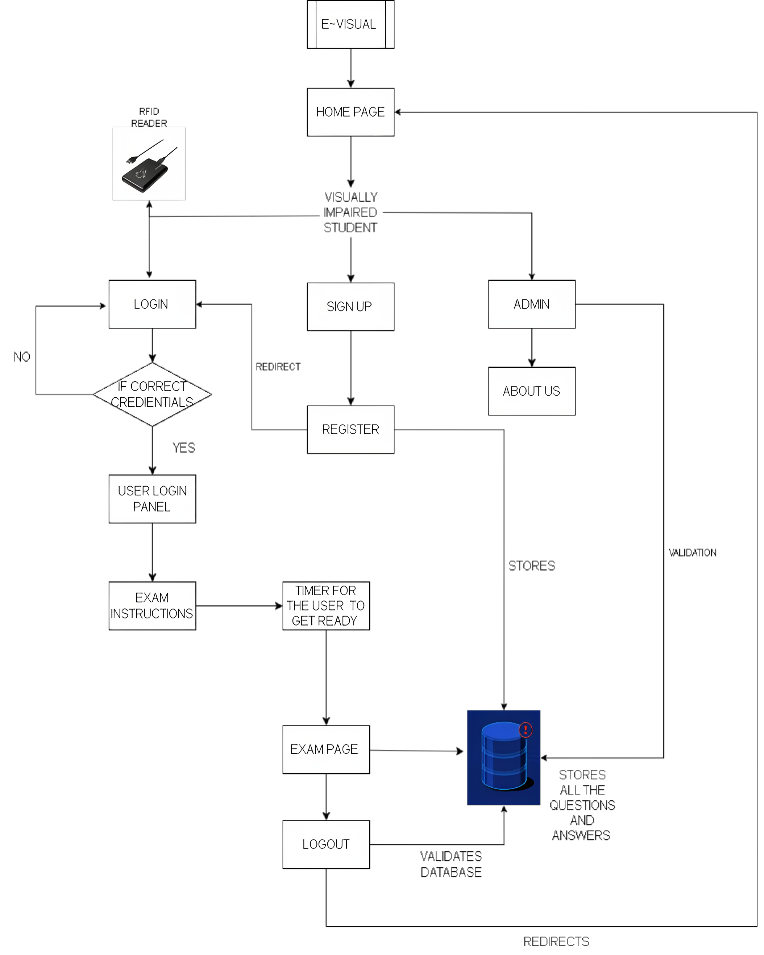 E-VISUAL
HOME PAGE
RFID
READER
VISUALLY
IMPAIRED
STUDENT
LOGIN
SIGN UP
ADMIN
NO
REDIRECT
IF CORRECT
CREDENTIALS
ABOUT US
REGISTER
YES
USER LOGIN
PANEL
VALIDATION
STORES
EXAM
INSTRUCTIONS
TIMER FOR
THE USER TO
GET READY
EXAM PAGE
STORES
ALL THE
QUESTIONS
AND
ANSWERS
LOGOUT
VALIDATES
DATABASE
REDIRECTS